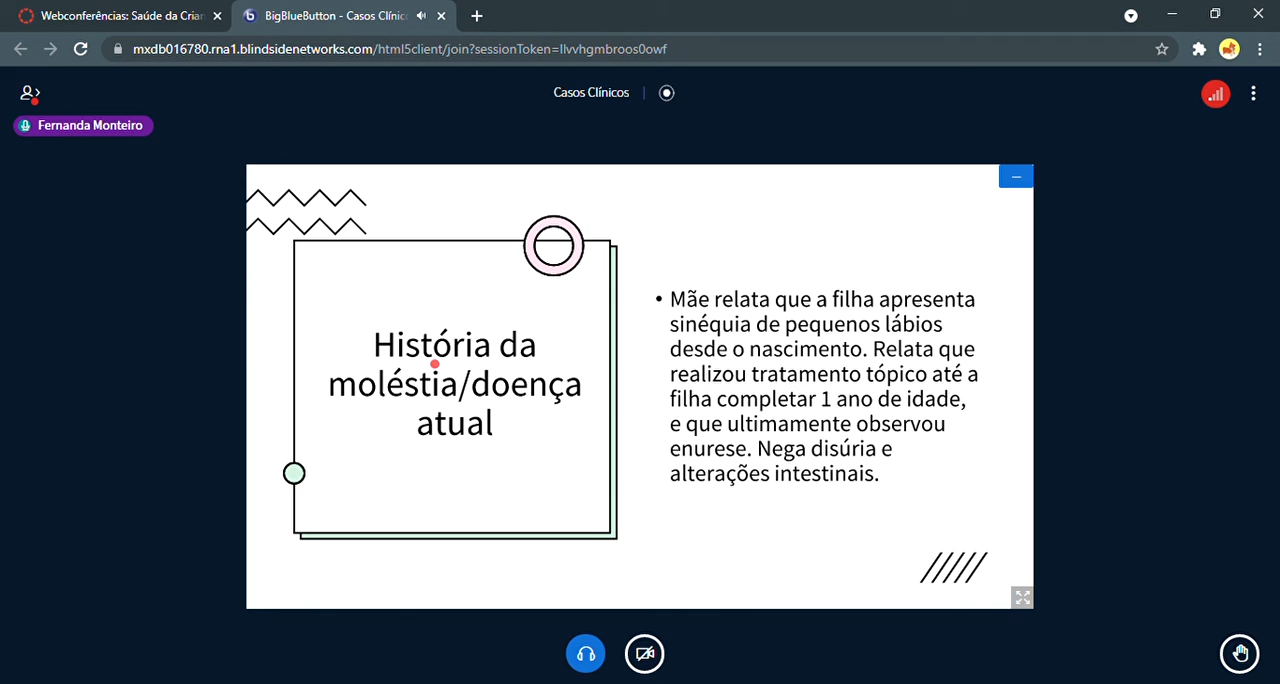 Webconferências: Saúde da Crian
BigBlueButton - Casos Clínico
mxdb016780.rna1.blindsidenetworks.com/html5client/join?sessionToken=llvvhgmbroos0owf
Casos Clínicos
Fernanda Monteiro
História da
moléstia/doença
atual
• Mãe relata que a filha apresenta
sinéquia de pequenos lábios
desde o nascimento. Relata que
realizou tratamento tópico até a
filha completar 1 ano de idade,
e que ultimamente observou
enurese. Nega disúria e
alterações intestinais.